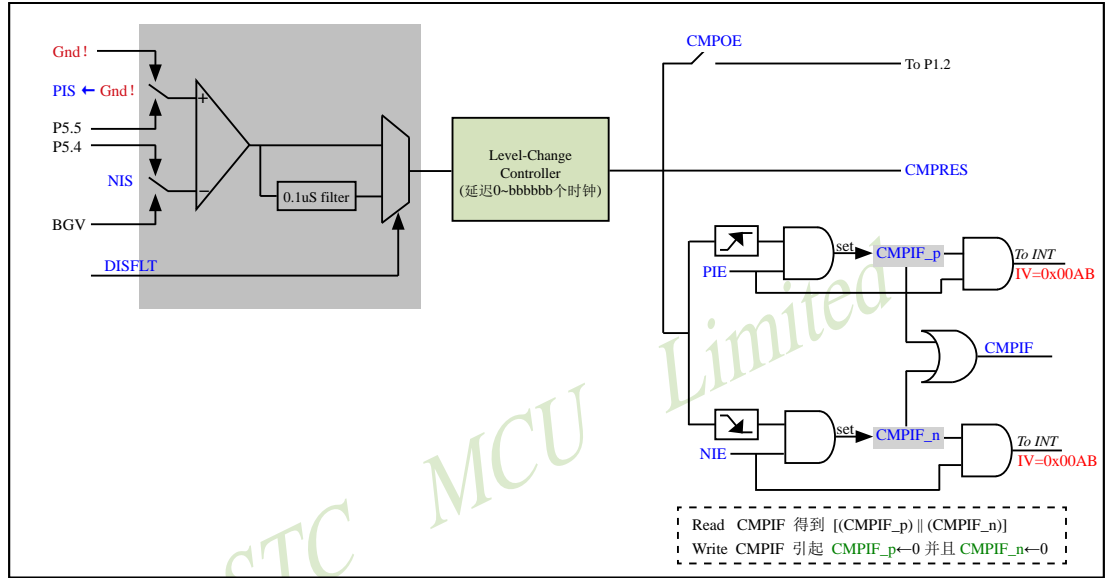 Gnd !
PIS ← Gnd !
P5.5
P5.4
NIS
BGV
DISFLT
+
−
0.1uS filter
Level-Change
Controller
(延迟0~bbbbbb个时钟)
CMPOE
To P1.2
CMPRES
PIE
set
CMPIF_p
To INT
IV=0x00AB
CMPIF
NIE
set
CMPIF_n
To INT
IV=0x00AB
Read CMPIF 得到 [(CMPIF_p) || (CMPIF_n)]
Write CMPIF 引起 CMPIF_p←0 并且 CMPIF_n←0
STC MCU Limited